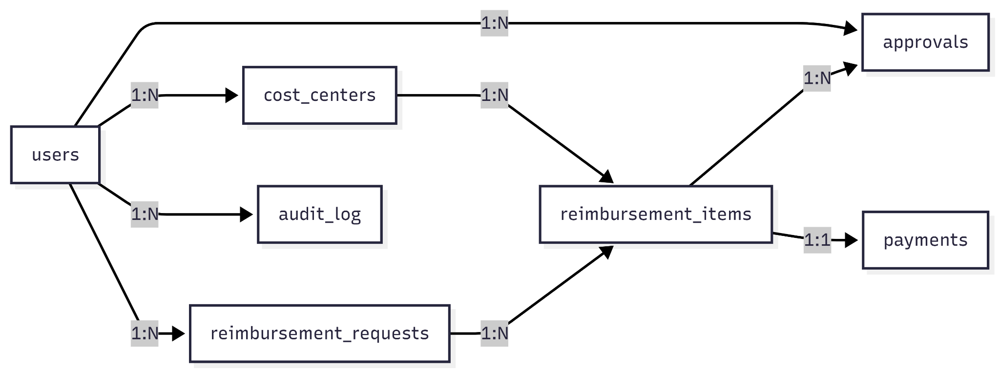 1:N
approvals
1:N
1:N
cost_centers
1:N
users
1:N
audit_log
reimbursement_items
1:1
payments
1:N
reimbursement_requests
1:N